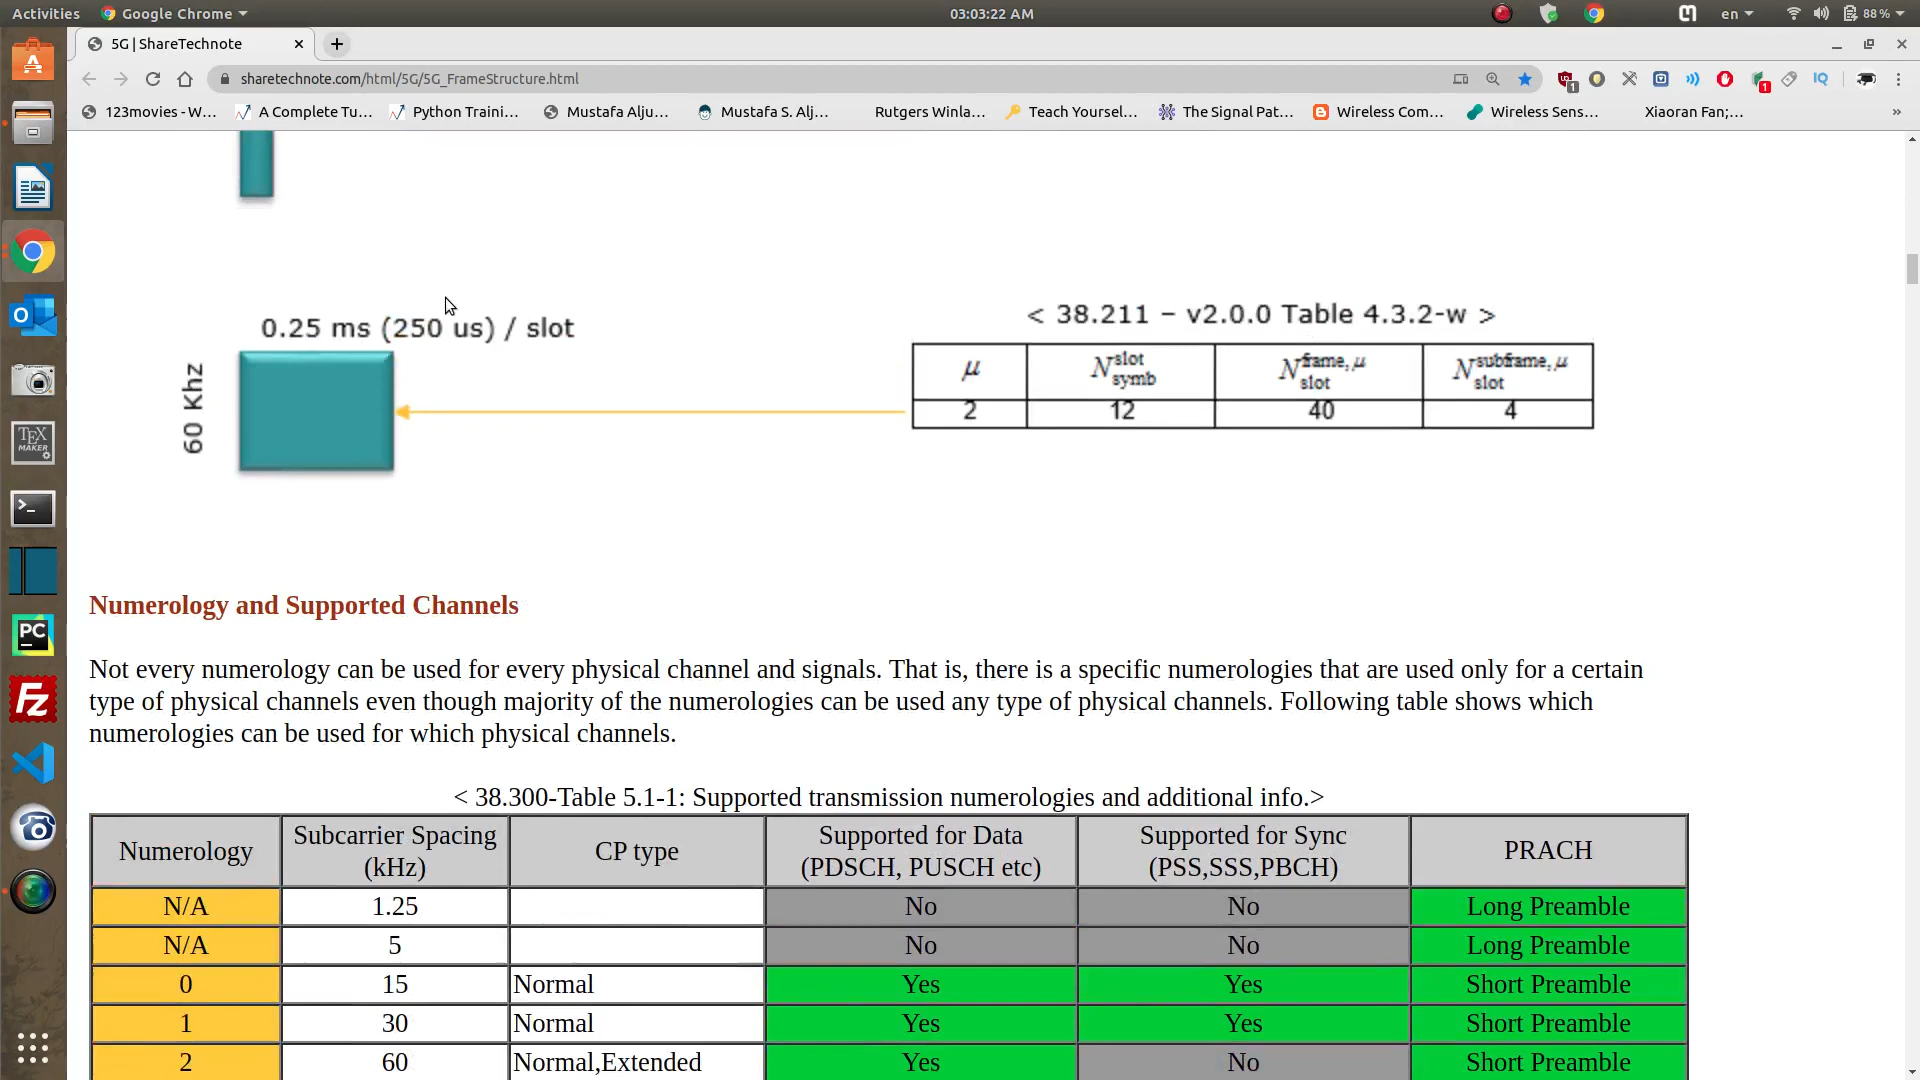 Activities
Google Chrome
03:03:22 AM
en
88 %
5G | ShareTechnote
sharetechnote.com/html/5G/5G_FrameStructure.html
1
1
IQ
123movies - W...
A Complete Tu...
Python Traini...
Mustafa Alju...
Mustafa S. Alj...
Rutgers Winla...
Teach Yoursel...
The Signal Pat...
Wireless Com...
Wireless Sens...
Xiaoran Fan;...
»
TEX
MAKER
PC
FZ
0.25 ms (250 us) / slot
60 Khz
< 38.211 – v2.0.0 Table 4.3.2-w >
μ N slot symb N frame, μ slot N subframe, μ slot
2 12 40 4
Numerology and Supported Channels
Not every numerology can be used for every physical channel and signals. That is, there is a specific numerologies that are used only for a certain
type of physical channels even though majority of the numerologies can be used any type of physical channels. Following table shows which
numerologies can be used for which physical channels.
< 38.300-Table 5.1-1: Supported transmission numerologies and additional info.>
Numerology
Subcarrier Spacing
(kHz)
CP type
Supported for Data
(PDSCH, PUSCH etc)
Supported for Sync
(PSS,SSS,PBCH)
PRACH
N/A 1.25 No No Long Preamble
N/A 5 No No Long Preamble
0 15 Normal Yes Yes Short Preamble
1 30 Normal Yes Yes Short Preamble
2 60 Normal,Extended Yes No Short Preamble